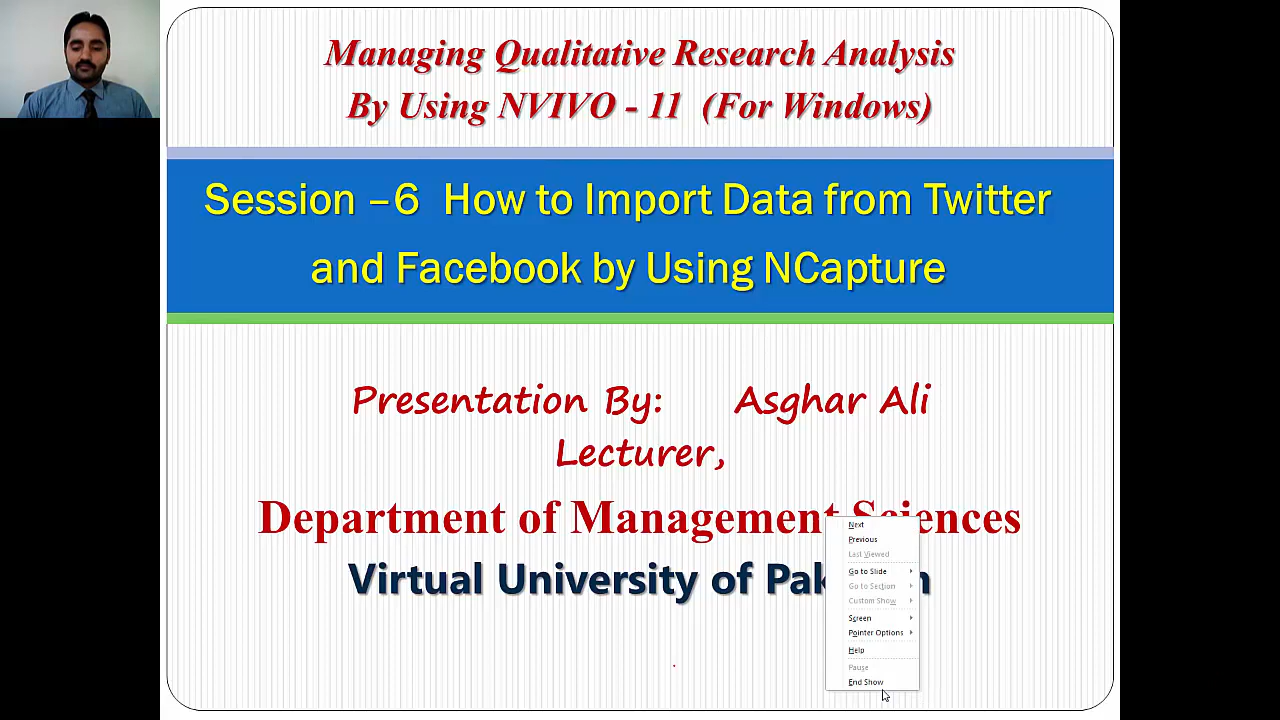 Managing Qualitative Research Analysis
By Using NVIVO - 11 (For Windows)
Session –6 How to Import Data from Twitter
and Facebook by Using NCapture
Presentation By: Asghar Ali
Lecturer,
Department of Management Sciences
Virtual University of
Next
Previous
Last Viewed
Go to Slide
Go to Section
Custom Show
Screen
Pointer Options
Help
Pause
End Show